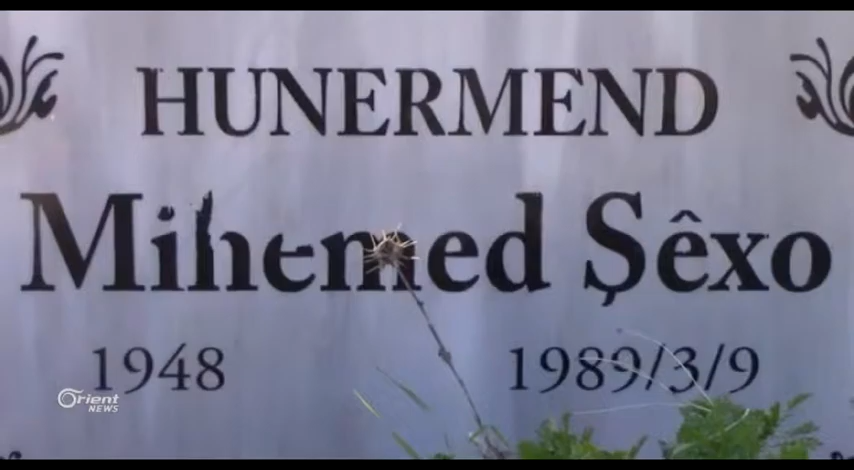 HUNERMEND
Mihemed Şêxo
1948 1989/3/9
Orient
NEWS